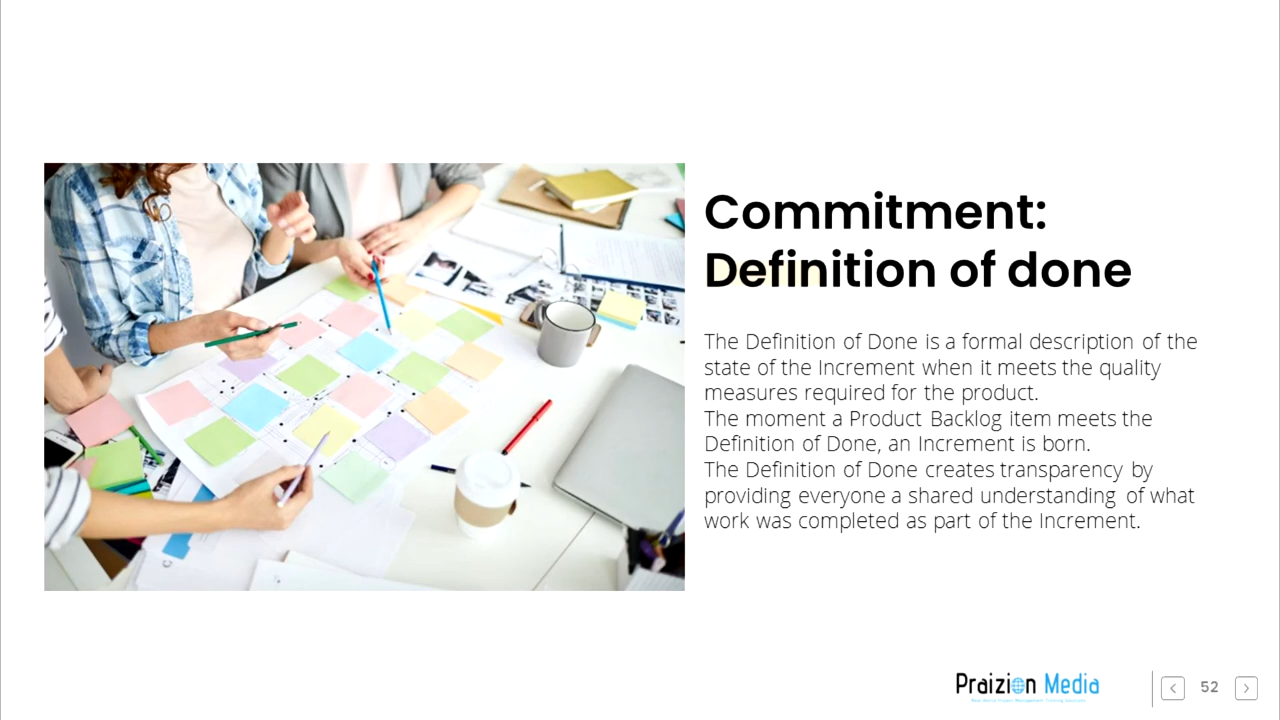 Commitment:
Definition of done
The Definition of Done is a formal description of the
state of the Increment when it meets the quality
measures required for the product.
The moment a Product Backlog item meets the
Definition of Done, an Increment is born.
The Definition of Done creates transparency by
providing everyone a shared understanding of what
work was completed as part of the Increment.
Praizion Media
52